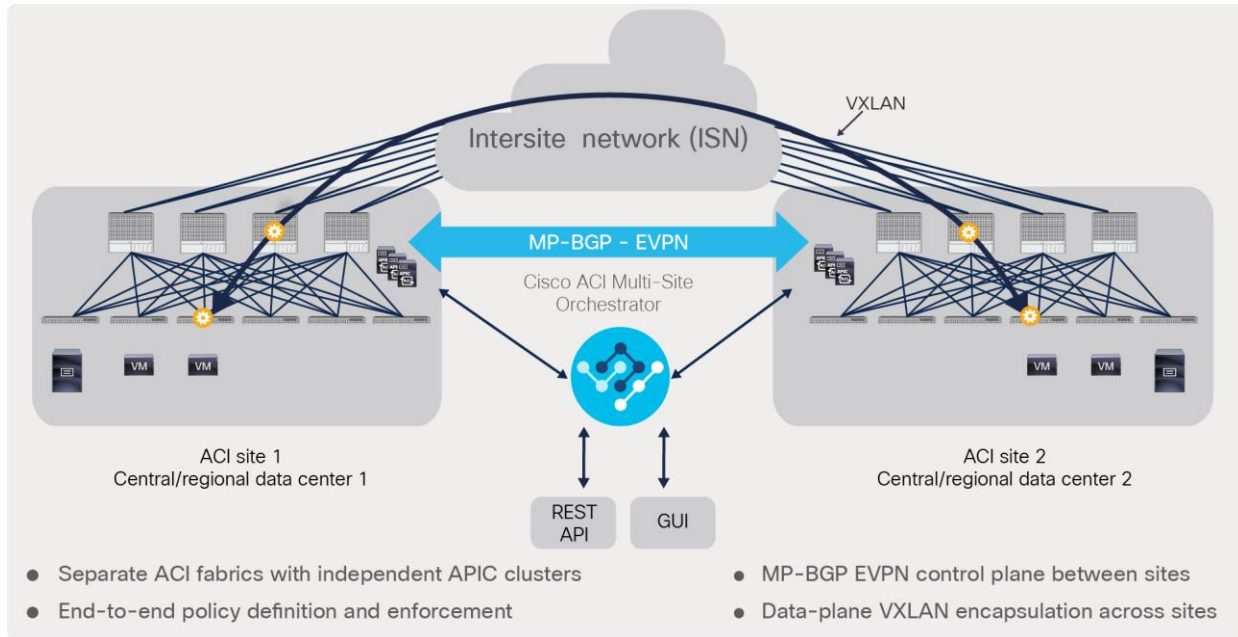 VXLAN
Intersite network (ISN)
MP-BGP - EVPN
Cisco ACI Multi-Site
Orchestrator
VM
VM
VM
VM
ACI site 1
Central/regional data center 1
ACI site 2
Central/regional data center 2
REST
API
GUI
● Separate ACI fabrics with independent APIC clusters
● End-to-end policy definition and enforcement
● MP-BGP EVPN control plane between sites
● Data-plane VXLAN encapsulation across sites